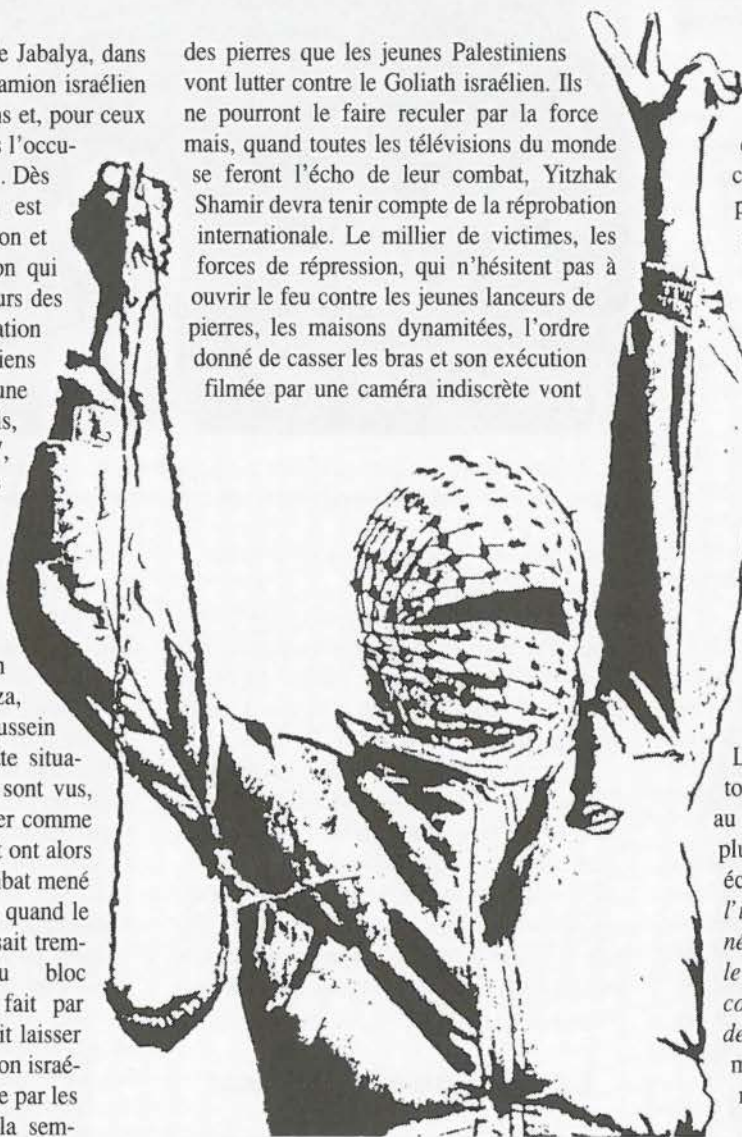 e Jabalya, dans
amion israélien
ns et, pour ceux
s l'occu-
. Dès
est
on et
on qui
urs des
ation
iens
une
is,
za,
ussein
te situa-
sont vus,
er comme
t ont alors
bat mené
quand le
sait trem-
u bloc
fait par
it laisser
on israé-
e par les
la sem-
des pierres que les jeunes Palestiniens
vont lutter contre le Goliath israélien. Ils
ne pourront le faire reculer par la force
mais, quand toutes les télévisions du monde
se feront l'écho de leur combat, Yitzhak
Shamir devra tenir compte de la réprobation
internationale. Le millier de victimes, les
forces de répression, qui n'hésitent pas à
ouvrir le feu contre les jeunes lanceurs de
pierres, les maisons dynamitées, l'ordre
donné de casser les bras et son exécution
filmée par une caméra indiscrète vont
c
p
L
to
au
plu
éc
né
le
co
de
m